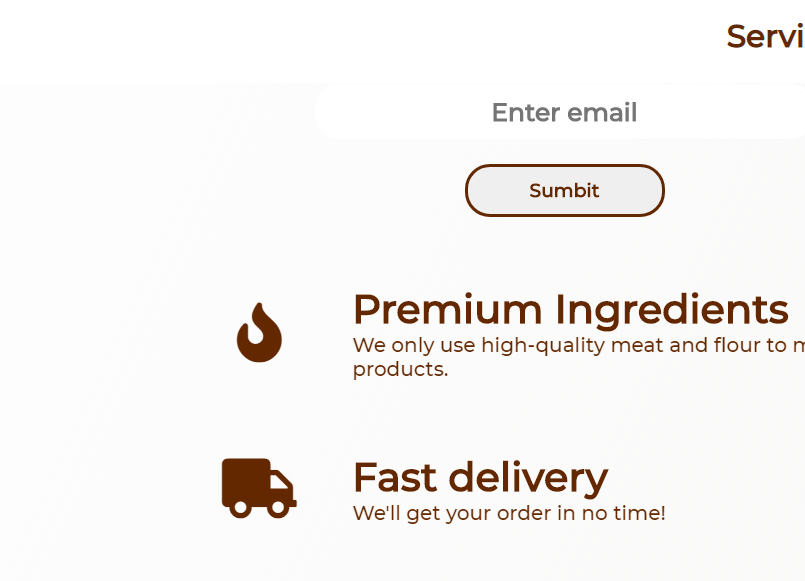 Enter email
Sumbit
Premium Ingredients
We only use high-quality meat and flour to
products.
Fast delivery
We'll get your order in no time!